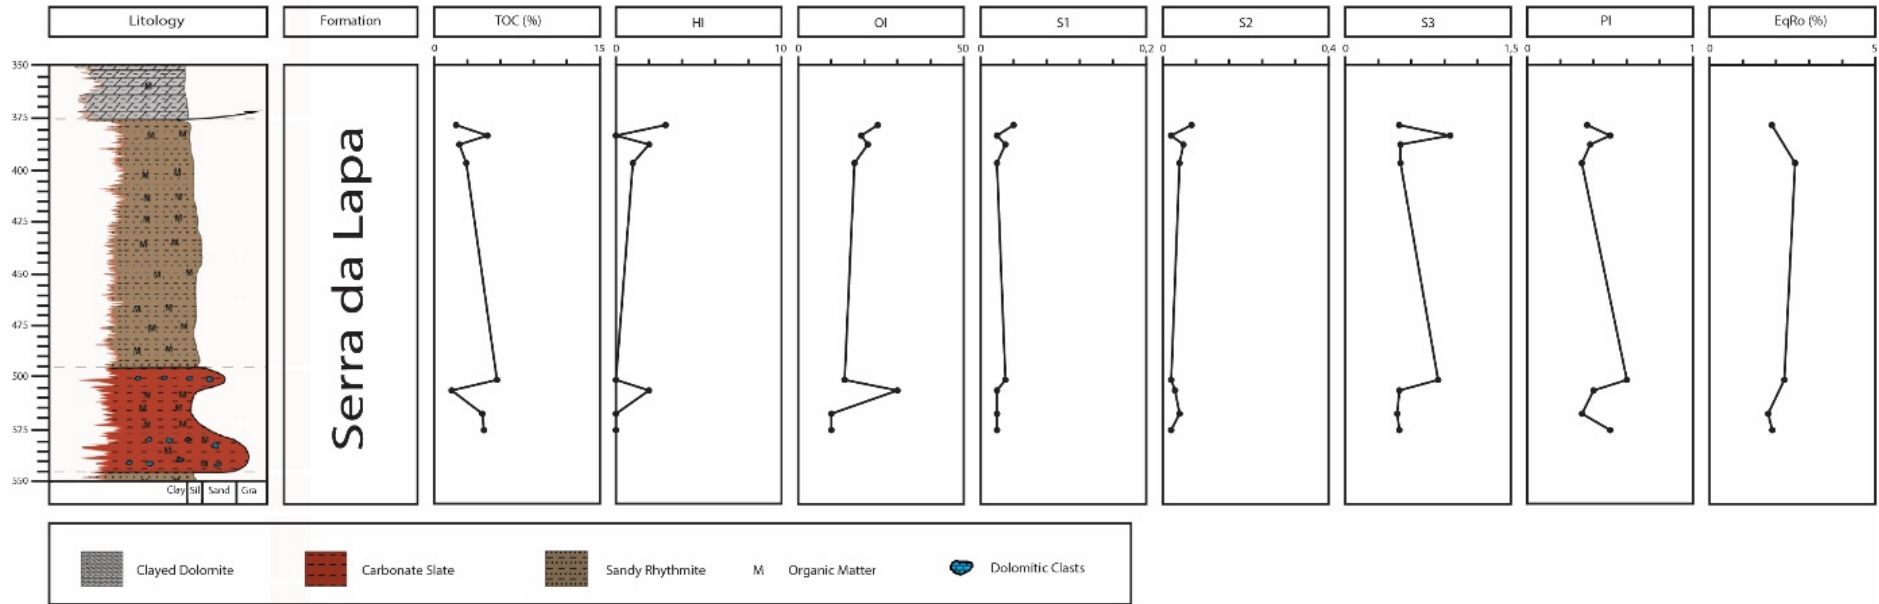 Litology Formation TOC (%) HI OI S1 S2 S3 PI EqRo (%)
0 15 0 10 0 50 0 0,2 0 0,4 0 1,5 0 1 0 5
350
375
400
425
450
475
500
525
550
Serra da Lapa
M M M M M M M M M M M M M M M M M M M M M M M M M M M M M
Clay Sil Sand Gra
Clayed Dolomite Carbonate Slate Sandy Rhythmite M Organic Matter Dolomitic Clasts